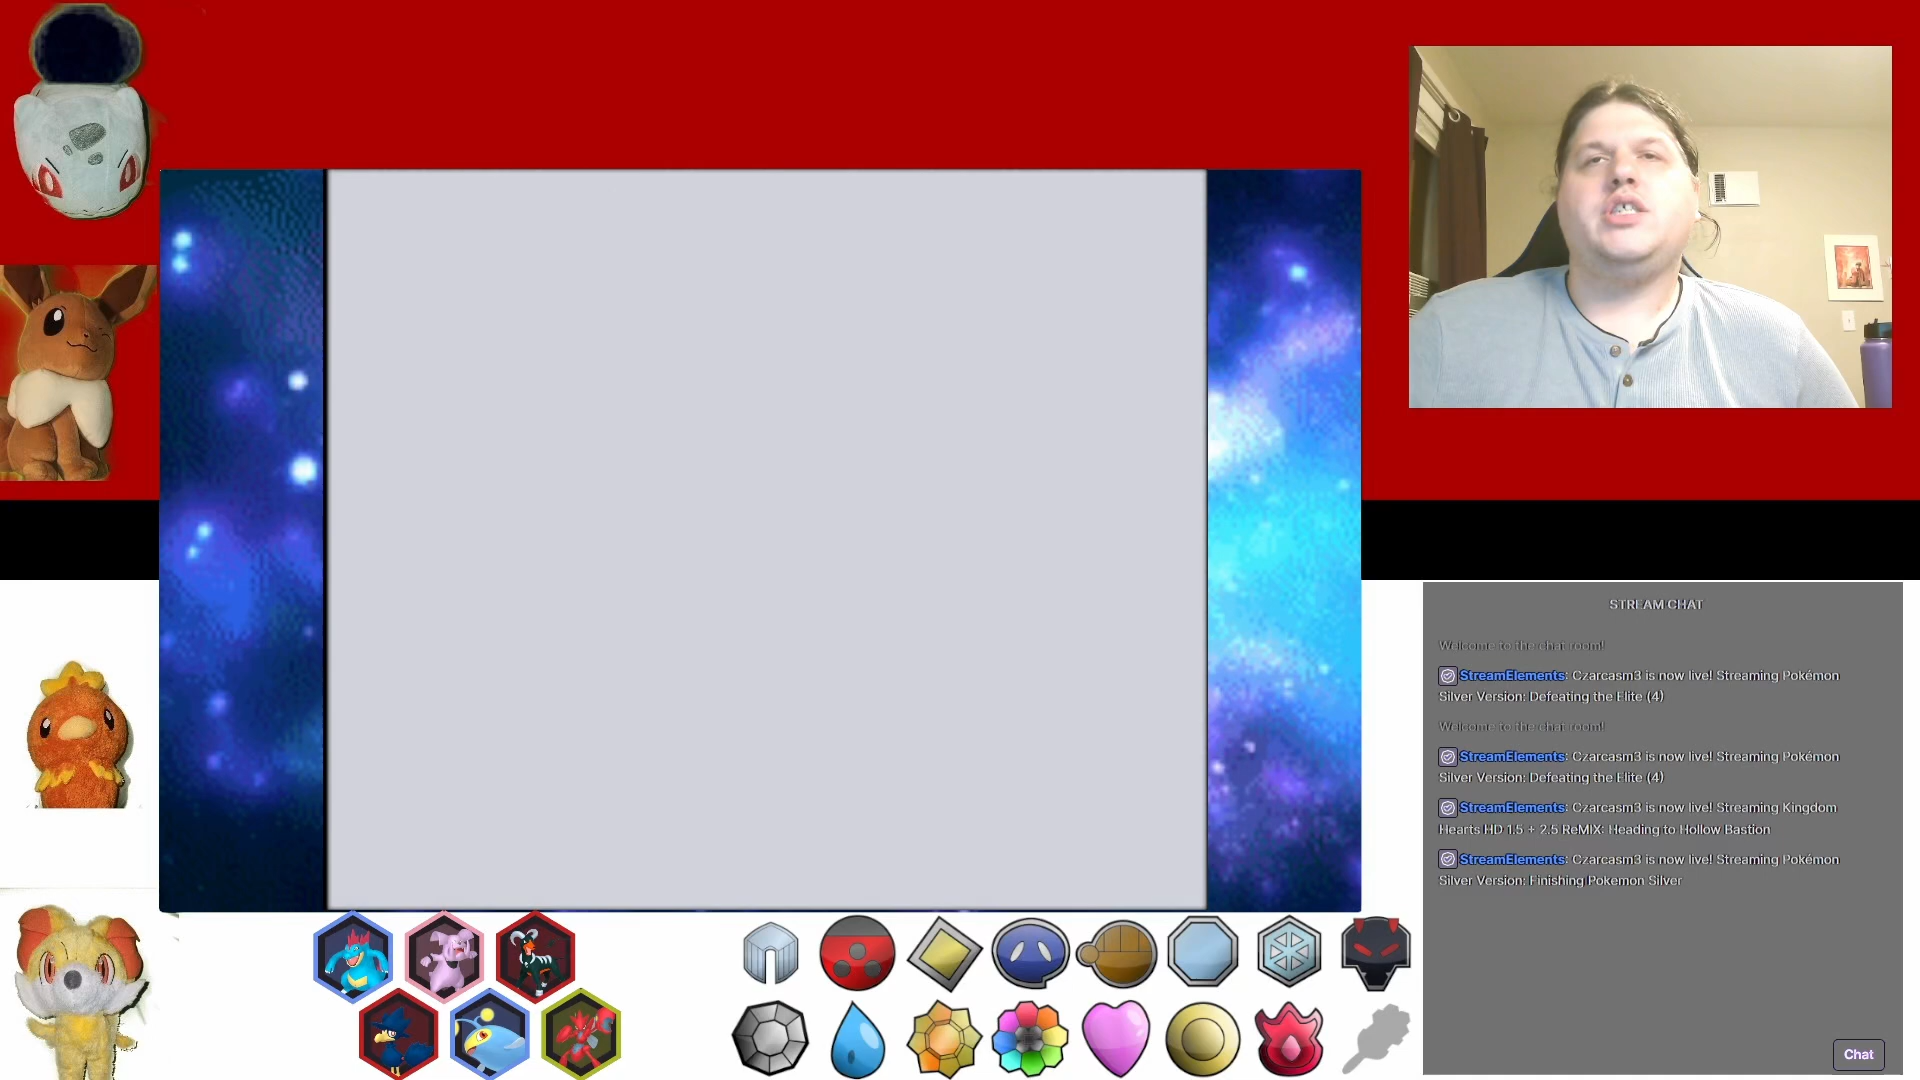 STREAM CHAT
Welcome to the chat room!
StreamElements: Czarcasm3 is now live! Streaming Pokémon
Silver Version: Defeating the Elite (4)
Welcome to the chat room!
StreamElements: Czarcasm3 is now live! Streaming Pokémon
Silver Version: Defeating the Elite (4)
StreamElements: Czarcasm3 is now live! Streaming Kingdom
Hearts HD 1.5 + 2.5 ReMIX: Heading to Hollow Bastion
StreamElements: Czarcasm3 is now live! Streaming Pokémon
Silver Version: Finishing Pokemon Silver
Chat